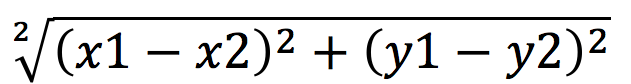 ²√(x1 − x2)² + (y1 − y2)²